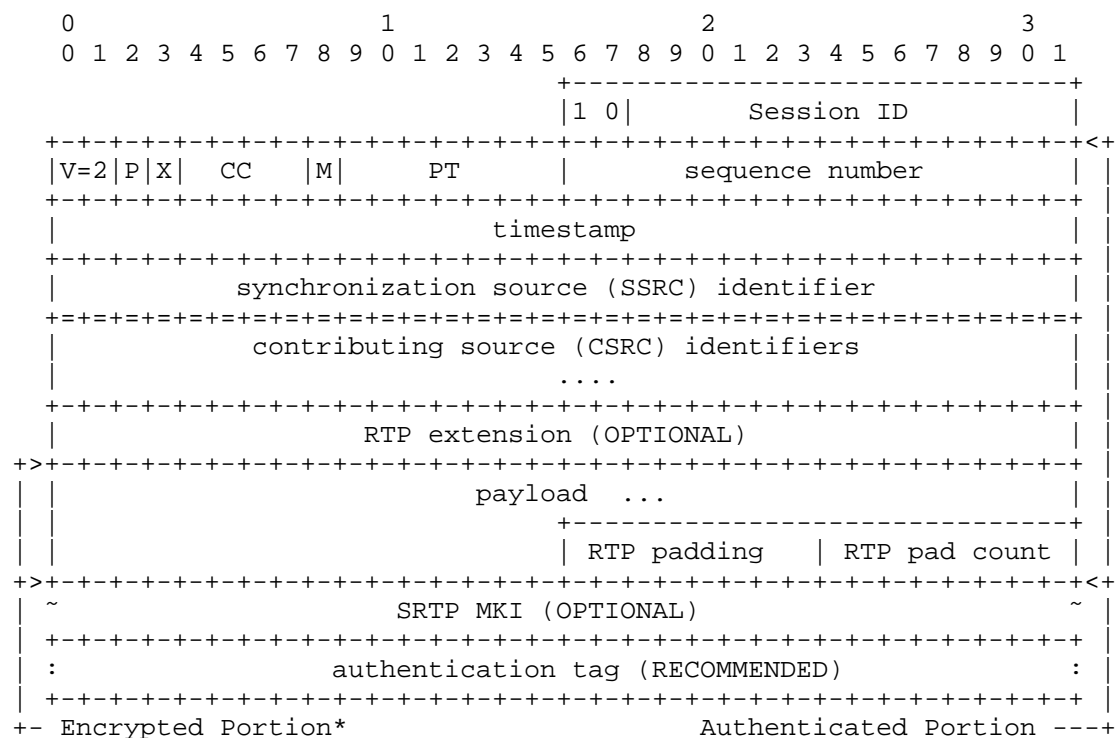 0                   1                   2                   3
0 1 2 3 4 5 6 7 8 9 0 1 2 3 4 5 6 7 8 9 0 1 2 3 4 5 6 7 8 9 0 1
+-------------------------------+
|1 0|       Session ID          |
+-+-+-+-+-+-+-+-+-+-+-+-+-+-+-+-+-+-+-+-+-+-+-+-+-+-+-+-+-+-+-+-+<+
|V=2|P|X|  CC   |M|     PT      |       sequence number         | |
+-+-+-+-+-+-+-+-+-+-+-+-+-+-+-+-+-+-+-+-+-+-+-+-+-+-+-+-+-+-+-+-+ |
|                           timestamp                           | |
+-+-+-+-+-+-+-+-+-+-+-+-+-+-+-+-+-+-+-+-+-+-+-+-+-+-+-+-+-+-+-+-+ |
|           synchronization source (SSRC) identifier            | |
+=+=+=+=+=+=+=+=+=+=+=+=+=+=+=+=+=+=+=+=+=+=+=+=+=+=+=+=+=+=+=+=+ |
|            contributing source (CSRC) identifiers             | |
|                               ....                            | |
+-+-+-+-+-+-+-+-+-+-+-+-+-+-+-+-+-+-+-+-+-+-+-+-+-+-+-+-+-+-+-+-+ |
|                   RTP extension (OPTIONAL)                    | |
+>+-+-+-+-+-+-+-+-+-+-+-+-+-+-+-+-+-+-+-+-+-+-+-+-+-+-+-+-+-+-+-+-+ |
| |                          payload  ...                         | |
| |                               +-------------------------------+ |
| |                               | RTP padding   | RTP pad count | |
+>+-+-+-+-+-+-+-+-+-+-+-+-+-+-+-+-+-+-+-+-+-+-+-+-+-+-+-+-+-+-+-+-+<+
| ~                     SRTP MKI (OPTIONAL)                       ~ |
| +-+-+-+-+-+-+-+-+-+-+-+-+-+-+-+-+-+-+-+-+-+-+-+-+-+-+-+-+-+-+-+-+ |
| :                 authentication tag (RECOMMENDED)              : |
| +-+-+-+-+-+-+-+-+-+-+-+-+-+-+-+-+-+-+-+-+-+-+-+-+-+-+-+-+-+-+-+-+ |
+- Encrypted Portion*                      Authenticated Portion ---+